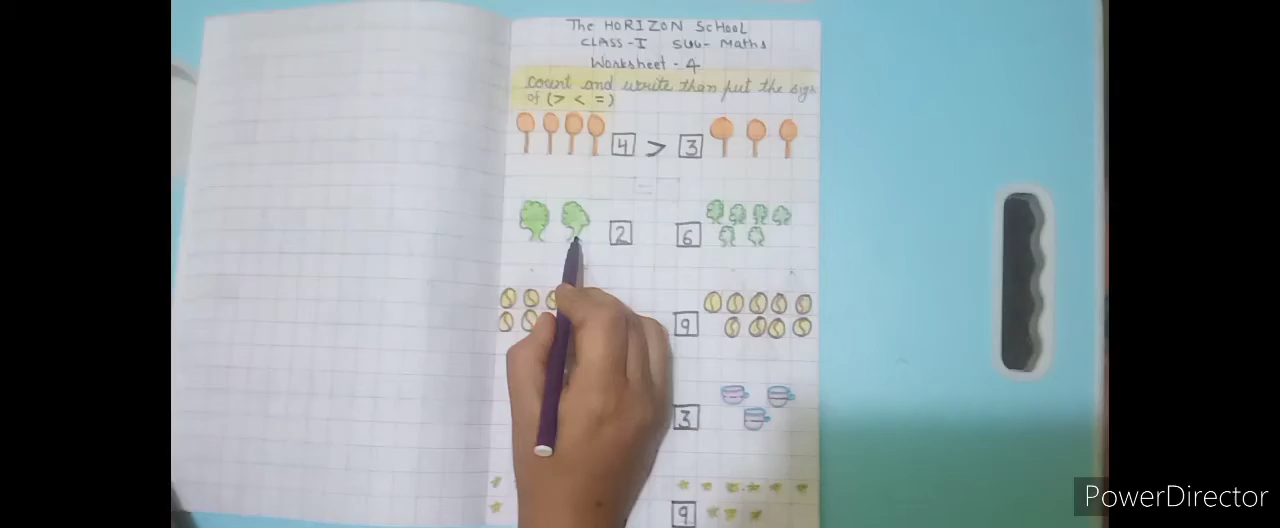 The HORIZON SCHOOL
CLASS-I SUB- Maths
Worksheet - 4
count and write than put the sign
of (> < =)
4 > 3
2 6
9
3
9
PowerDirector